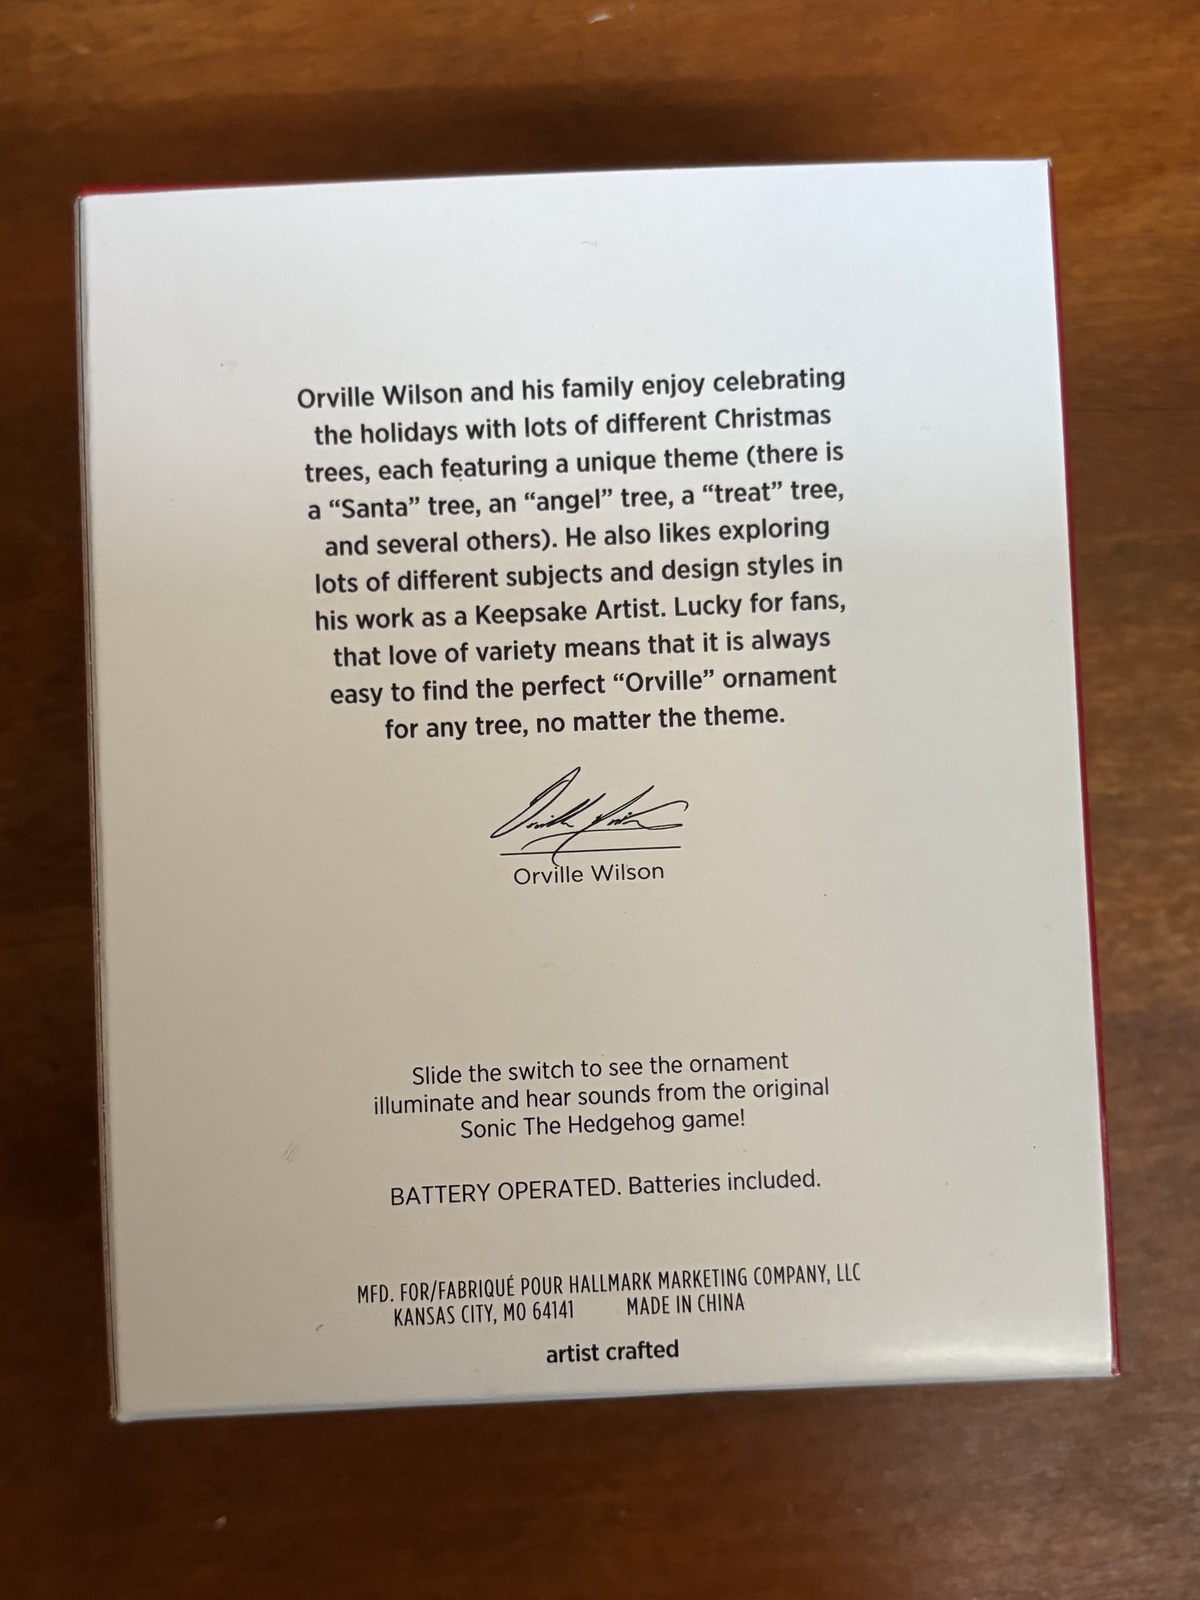 Orville Wilson and his family enjoy celebrating
the holidays with lots of different Christmas
trees, each featuring a unique theme (there is
a “Santa” tree, an “angel” tree, a “treat” tree,
and several others). He also likes exploring
lots of different subjects and design styles in
his work as a Keepsake Artist. Lucky for fans,
that love of variety means that it is always
easy to find the perfect “Orville” ornament
for any tree, no matter the theme.
Orville Wilson
Orville Wilson
Slide the switch to see the ornament
illuminate and hear sounds from the original
Sonic The Hedgehog game!
BATTERY OPERATED. Batteries included.
MFD. FOR/FABRIQUÉ POUR HALLMARK MARKETING COMPANY, LLC
KANSAS CITY, MO 64141 MADE IN CHINA
artist crafted